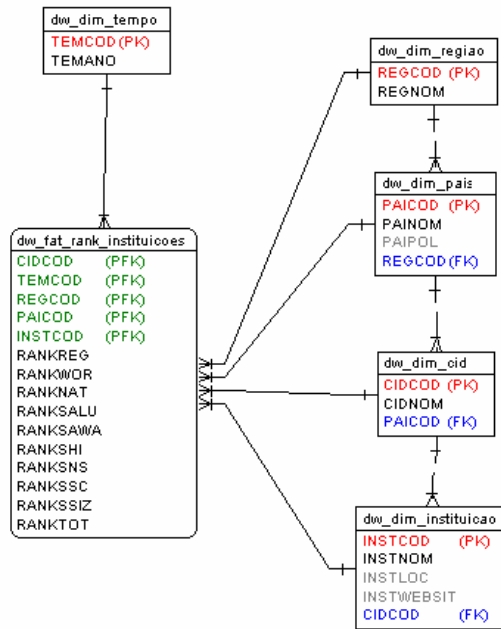 dw_dim_tempo
TEMCOD (PK)
TEMANO
dw_dim_regiao
REGCOD (PK)
REGNOM
dw_dim_pais
PAICOD (PK)
PAINOM
PAIPOL
REGCOD(FK)
dw_fat_rank_instituicoes
CIDCOD (PFK)
TEMCOD (PFK)
REGCOD (PFK)
PAICOD (PFK)
INSTCOD (PFK)
RANKREG
RANKWOR
RANKNAT
RANKSALU
RANKSAWA
RANKSHI
RANKSNS
RANKSSC
RANKSSIZ
RANKTOT
dw_dim_cid
CIDCOD (PK)
CIDNOM
PAICOD (FK)
dw_dim_instituicao
INSTCOD (PK)
INSTNOM
INSTLOC
INSTWEBSIT
CIDCOD (FK)